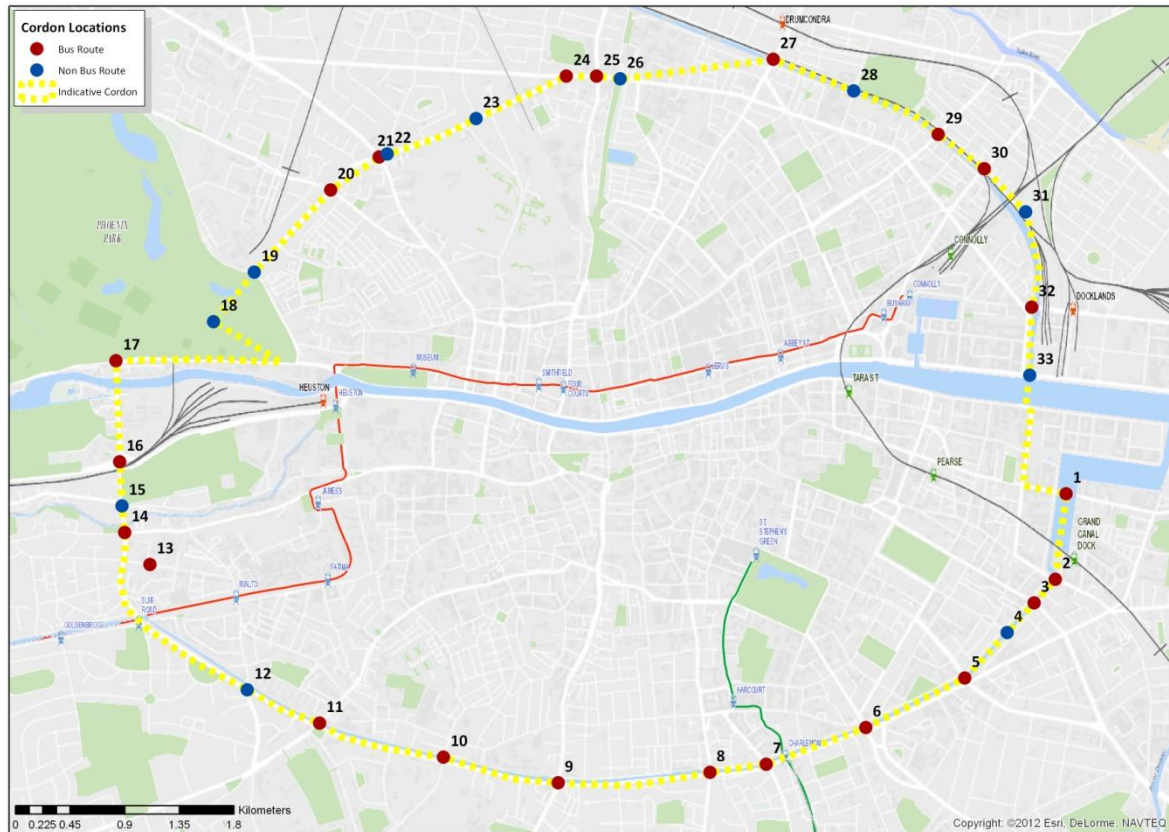 Cordon Locations
Bus Route
Non Bus Route
Indicative Cordon
DRUMCONDRA
27
24
25
26
28
23
29
21
22
30
20
31
PHOENIX
PARK
CONNOLLY
19
CONNOLLY
BUSARAS
32
DOCKLANDS
18
17
ABBEY ST
33
MUSEUM
JERVIS
SMITHFIELD
FOUR
COURTS
TARA ST
HEUSTON
HEUSTON
16
PEARSE
1
15
JAMES'S
14
ST.
STEPHEN'S
GREEN
GRAND
CANAL
DOCK
13
2
FATIMA
3
RIALTO
SUIR
ROAD
4
GOLDENBRIDGE
5
12
HARCOURT
6
11
CHARLEMONT
7
10
8
9
Kilometers
0 0.225 0.45 0.9 1.35 1.8
Copyright: ©2012 Esri, DeLorme, NAVTEQ